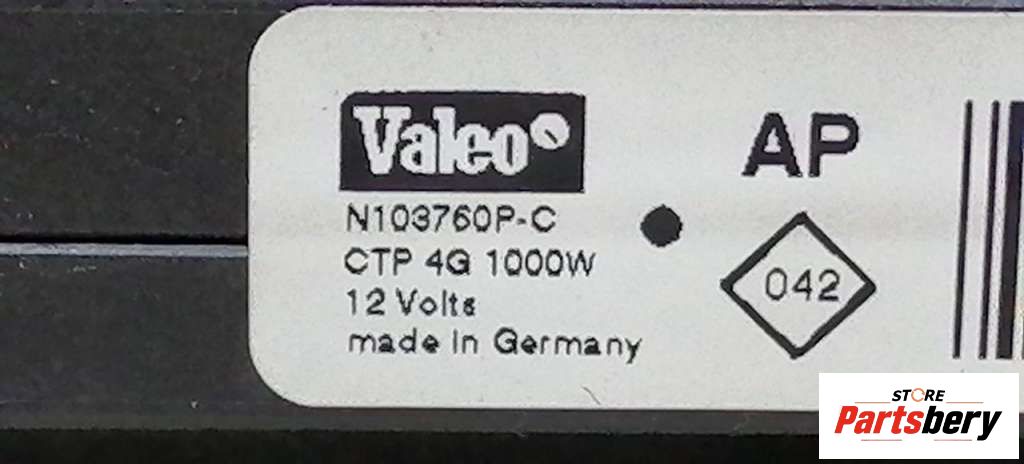 Valeo
N103760P-C
CTP 4G 1000W
12 Volts
made in Germany
AP
042
STORE
Partsbery